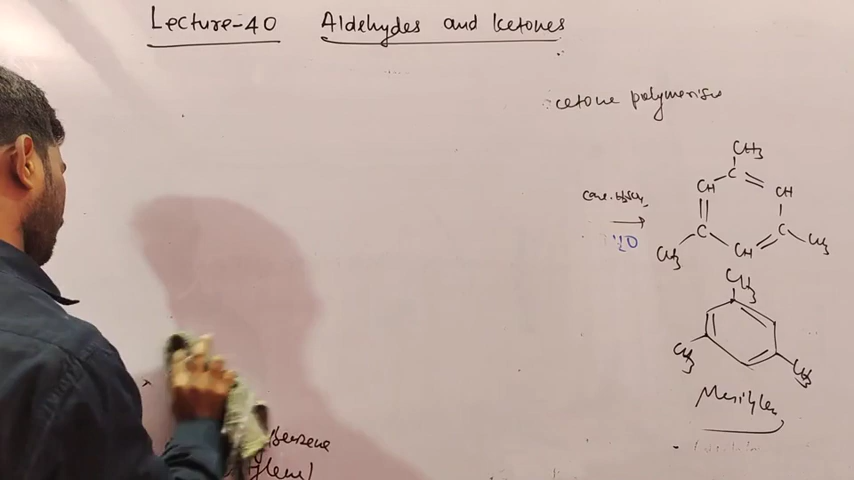 Lecture-40 Aldehydes and Ketones
cetone polymerise
CH3
C
CH CH
Conc. H2SO4
C C
CH3 CH CH3
CH3
CH3 CH3
Benzene